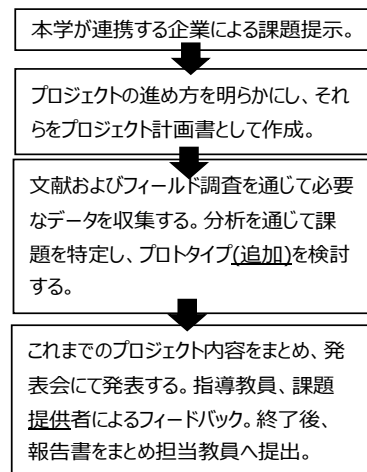 本学が連携する企業による課題提示。
プロジェクトの進め方を明らかにし、それ
らをプロジェクト計画書として作成。
文献およびフィールド調査を通じて必要
なデータを収集する。分析を通じて課
題を特定し、プロトタイプ(追加)を検討
する。
これまでのプロジェクト内容をまとめ、発
表会にて発表する。指導教員、課題
提供者によるフィードバック。終了後、
報告書をまとめ担当教員へ提出。